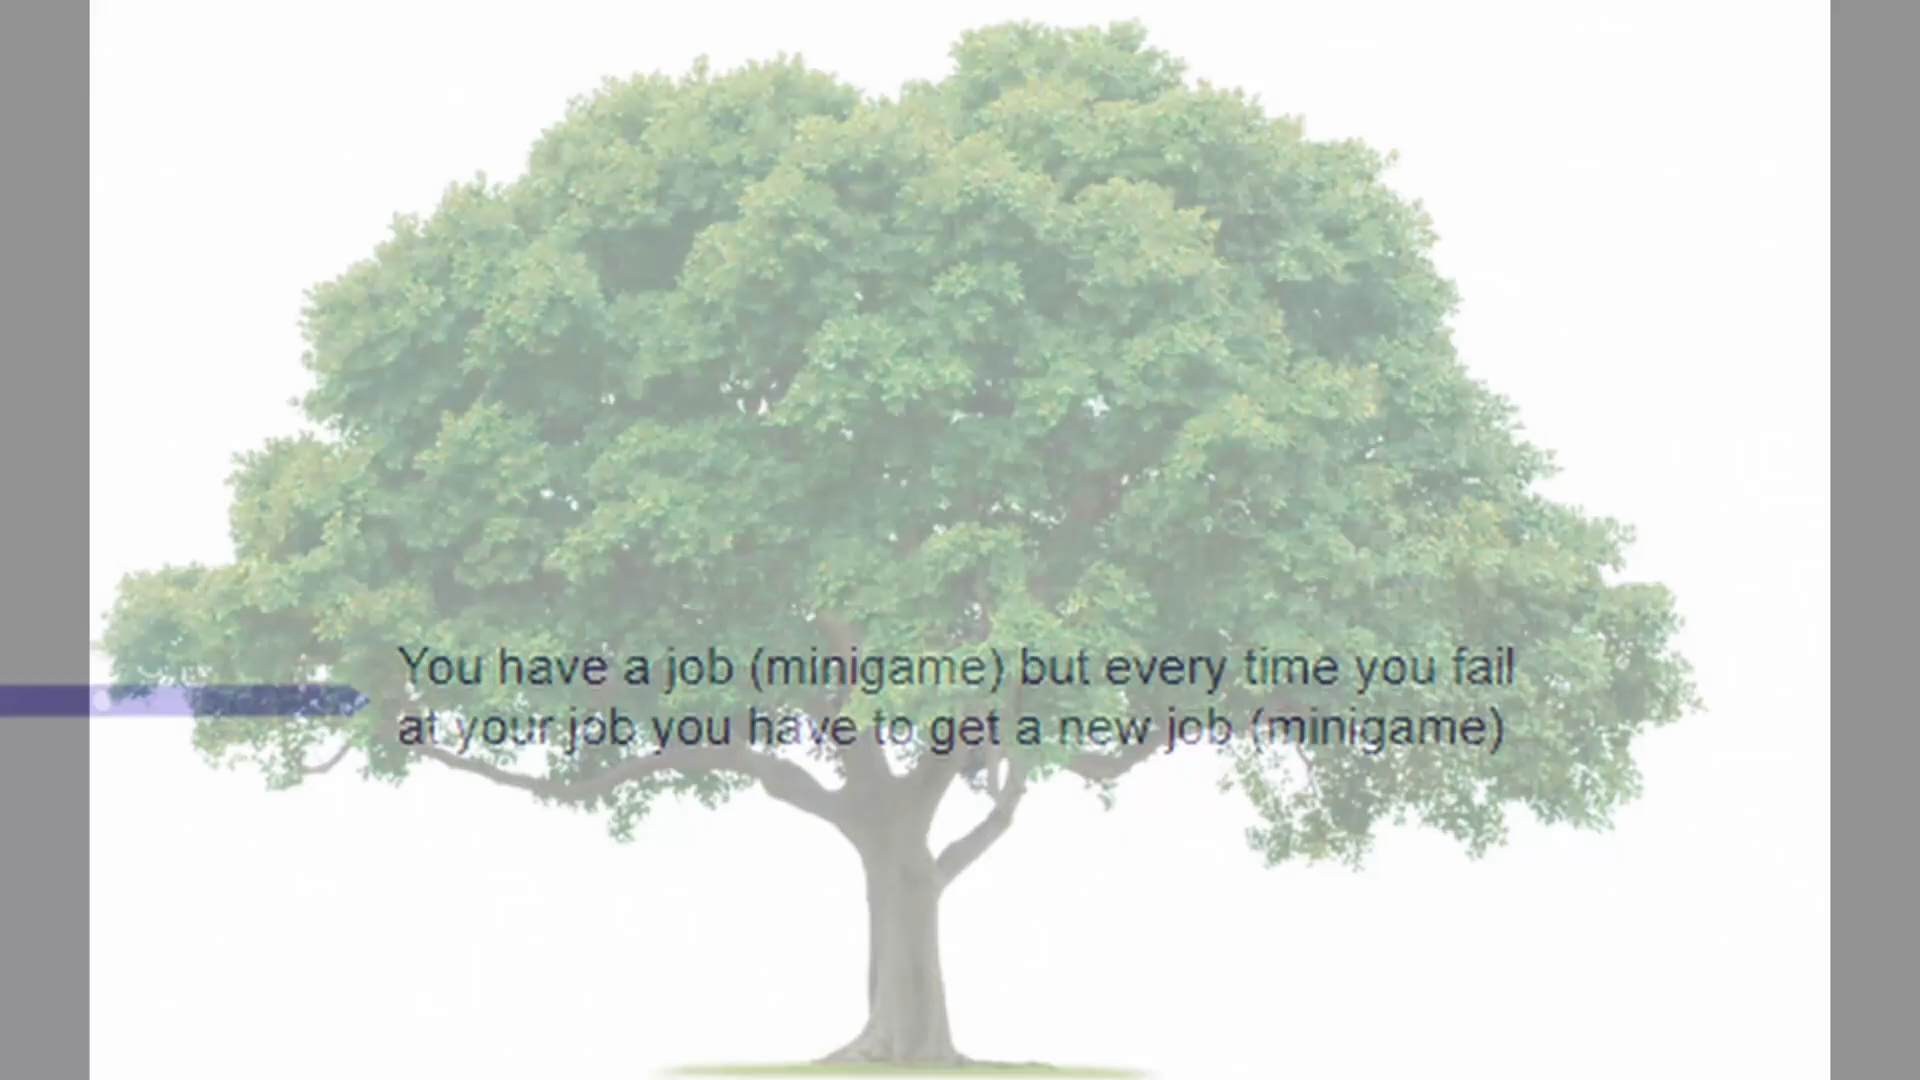 You have a job (minigame) but every time you fail
at your job you have to get a new job (minigame)